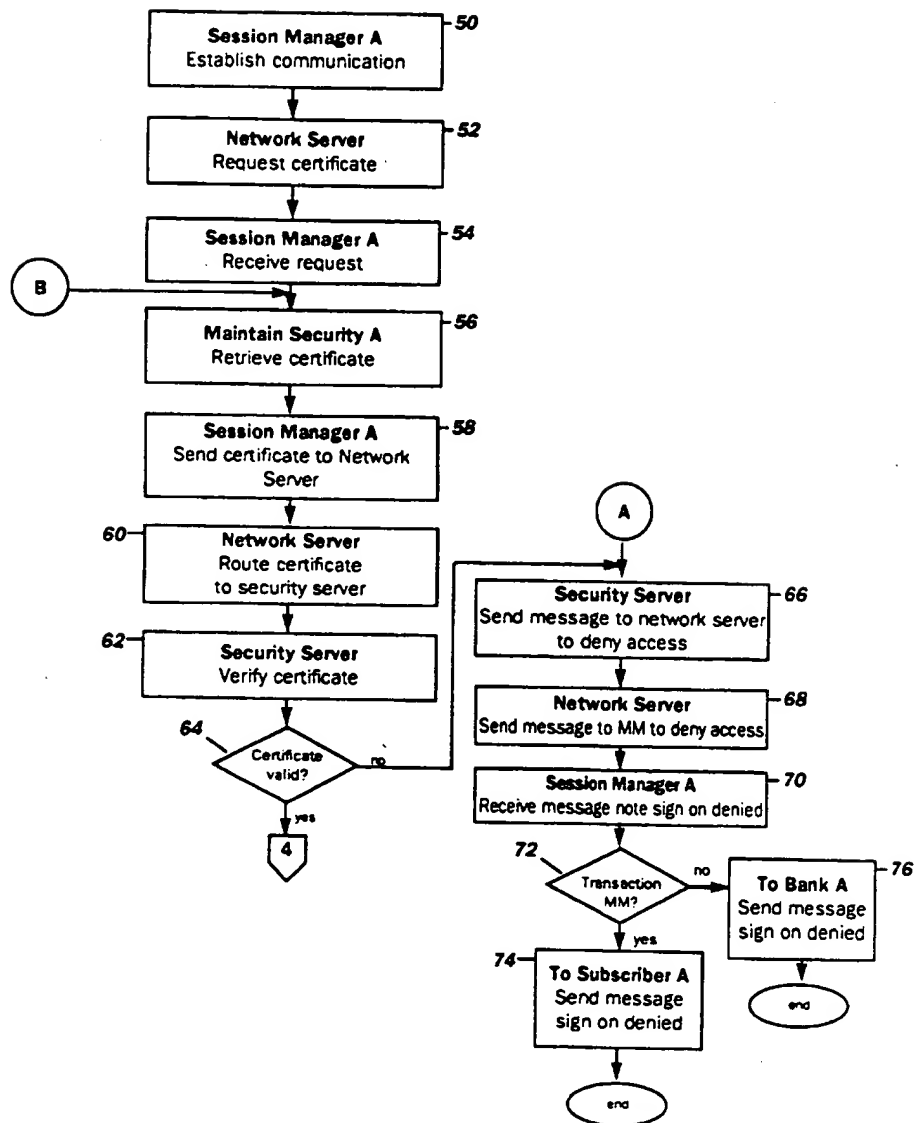 50
Session Manager A
Establish communication
52
Network Server
Request certificate
54
Session Manager A
Receive request
B
56
Maintain Security A
Retrieve certificate
58
Session Manager A
Send certificate to Network
Server
60
Network Server
Route certificate
to security server
62
Security Server
Verify certificate
64
Certificate
valid?
no
yes
4
A
66
Security Server
Send message to network server
to deny access
68
Network Server
Send message to MM to deny access
70
Session Manager A
Receive message note sign on denied
72
Transaction
MM?
no
yes
76
To Bank A
Send message
sign on denied
end
74
To Subscriber A
Send message
sign on denied
end